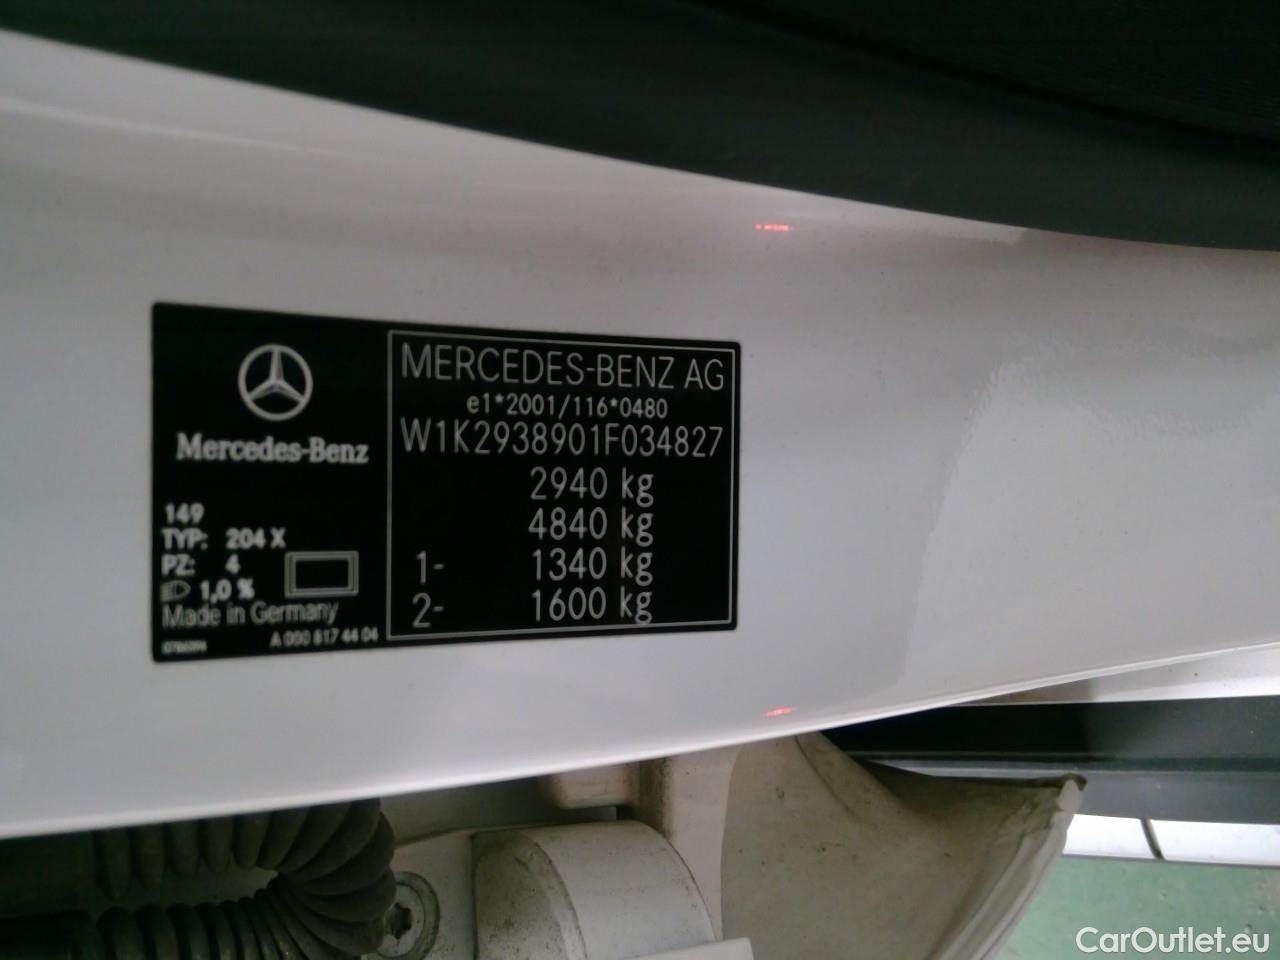 Mercedes-Benz
149
TYP: 204 X
PZ: 4
1,0 %
Made in Germany
A 000 817 44 04
MERCEDES-BENZ AG
e1*2001/116*0480
W1K2938901F034827
2940 kg
4840 kg
1- 1340 kg
2- 1600 kg
CarOutlet.eu